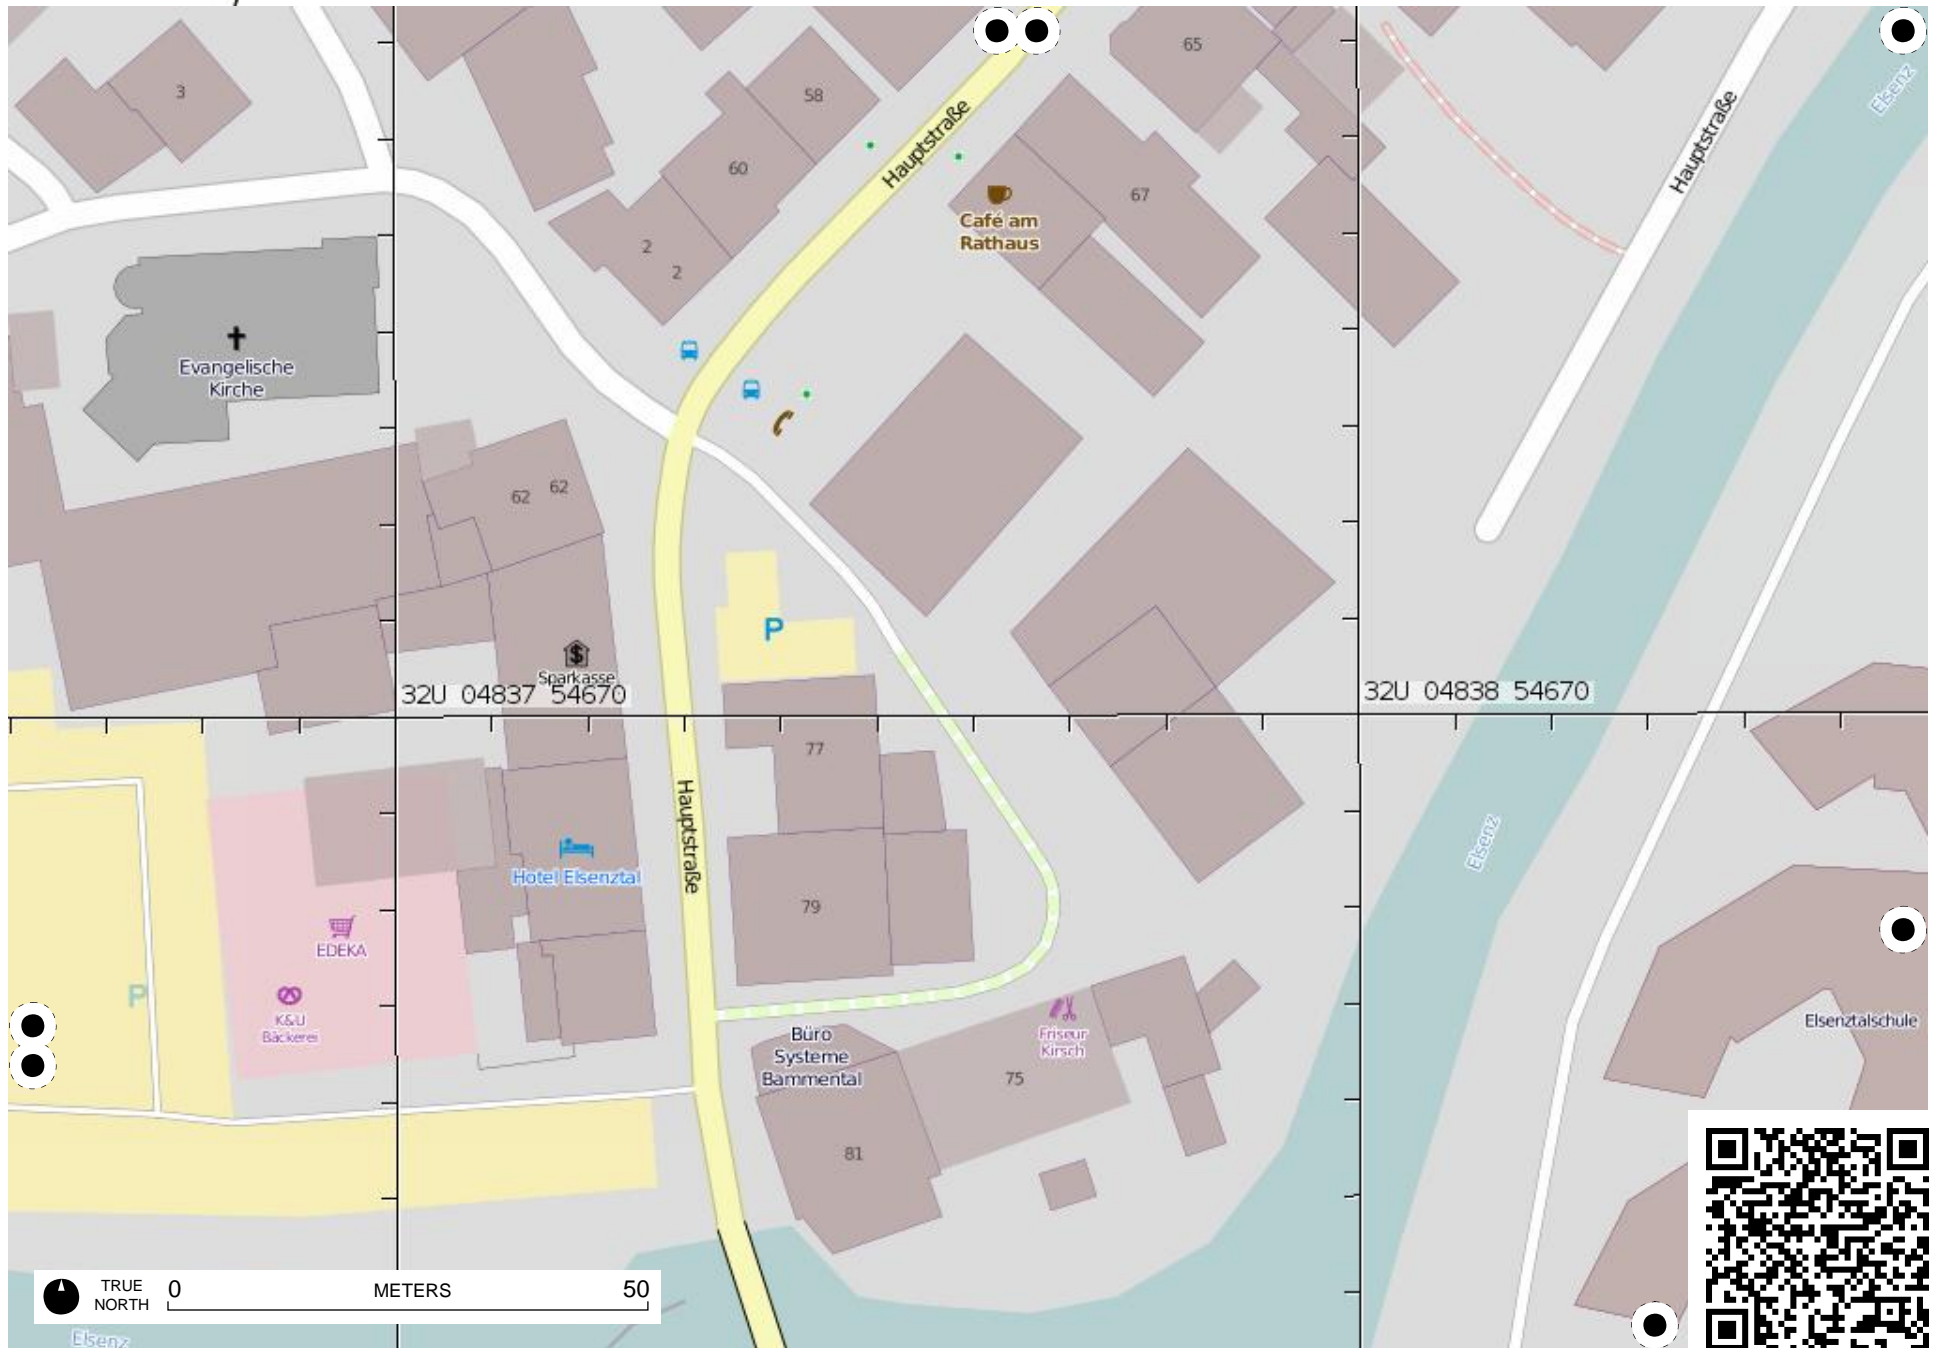 65
Elsenz
3
58
Hauptstraße
Hauptstraße
60
67
Café am
Rathaus
2
2
Evangelische
Kirche
62
62
P
$
Sparkasse
32U 04837 54670
32U 04838 54670
77
Hauptstraße
Elsenz
Hotel Elsenztal
79
EDEKA
P
K&U
Bäckerei
Büro
Systeme
Bammental
Friseur
Kirsch
Elsenztalschule
75
81
TRUE
NORTH
0 METERS 50
Elsenz